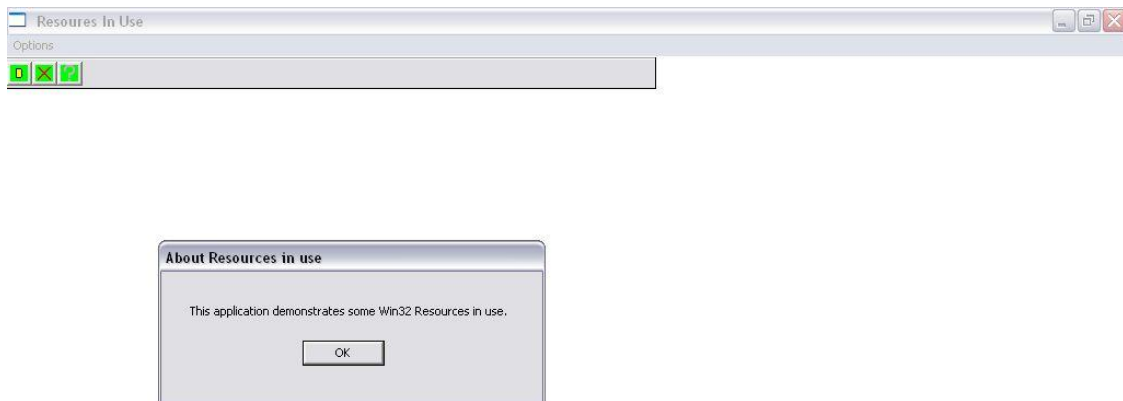 Resoures In Use
Options
About Resources in use
This application demonstrates some Win32 Resources in use.
OK